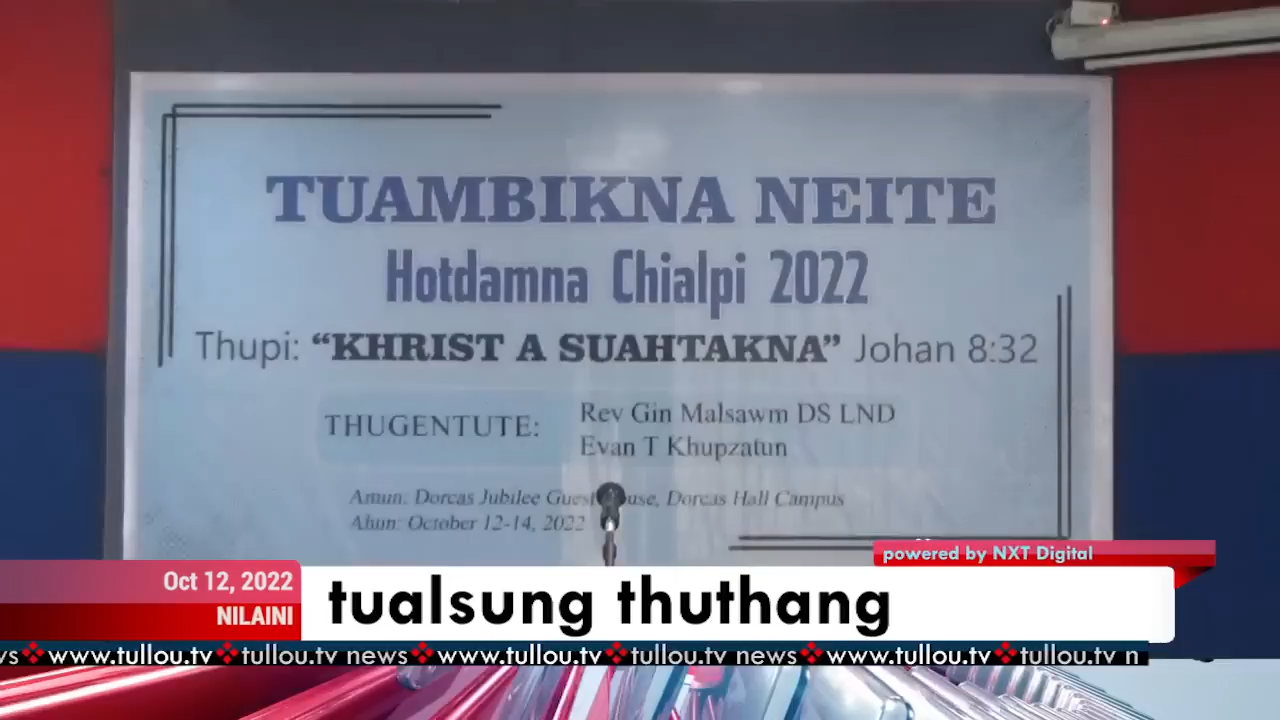 TUAMBIKNA NEITE
Hotdamna Chialpi 2022
Thupi: “KHRIST A SUAHTAKNA” Johan 8:32
THUGENTUTE: Rev Gin Malsawm DS LND
Evan T Khupzatun
Amun: Dorcas Jubilee Guest Dorcas Hall Campus
Ahun: October 12-14, 2022
powered by NXT Digital
Oct 12, 2022
NILAINI
tualsung thuthang
www.tullou.tv tullou.tv news www.tullou.tv tullou.tv news www.tullou.tv tullou.tv